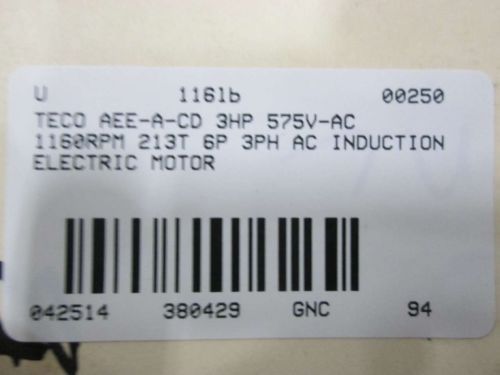 U 116lb 00250
TECO AEE-A-CD 3HP 575V-AC
1160RPM 213T 6P 3PH AC INDUCTION
ELECTRIC MOTOR
042514 380429 GNC 94